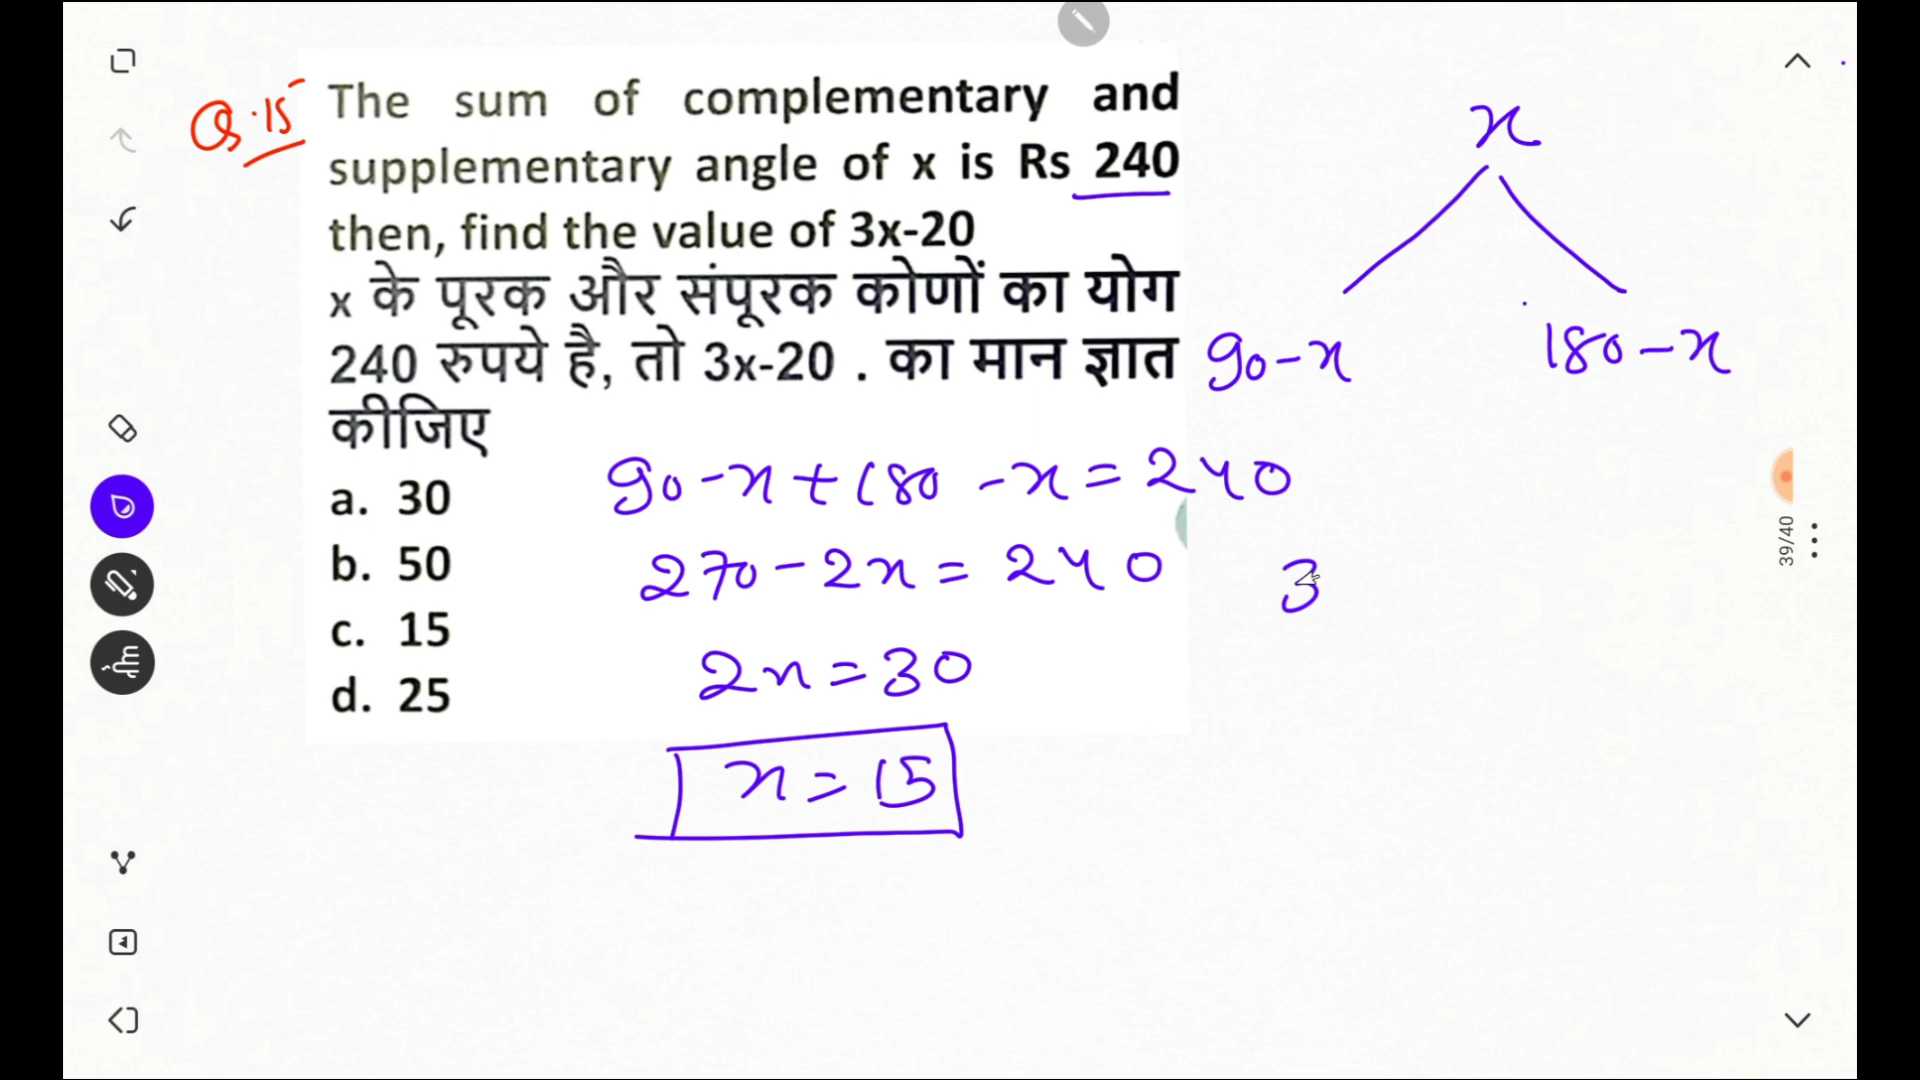 Q.15
The sum of complementary and
supplementary angle of x is Rs 240
then, find the value of 3x-20
x के पूरक और संपूरक कोणों का योग
240 रुपये है, तो 3x-20 . का मान ज्ञात
कीजिए
a. 30
b. 50
c. 15
d. 25
x
90-x
180-x
90-x+180-x=240
270-2x=240
2x=30
x=15
3
39/40